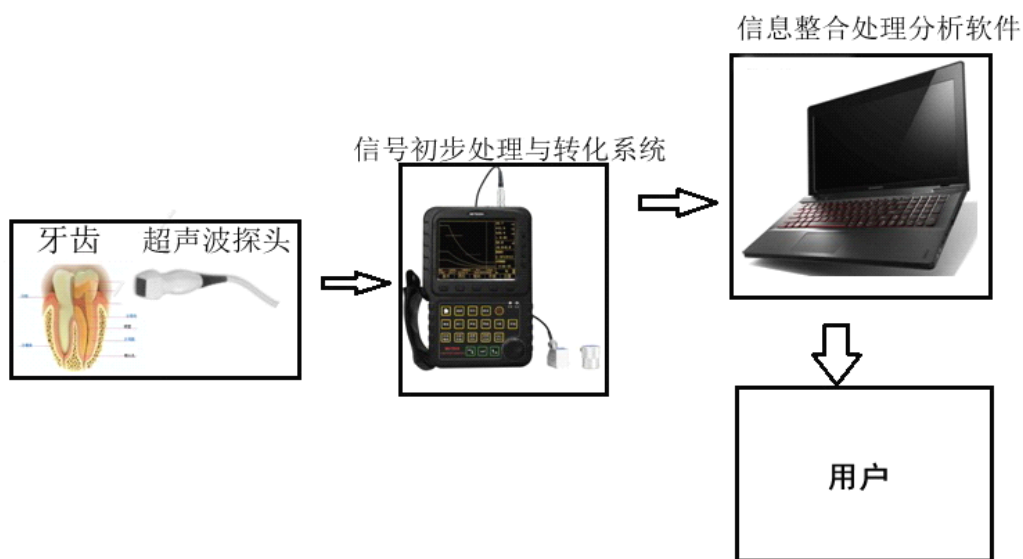 信息整合处理分析软件
信号初步处理与转化系统
牙齿
超声波探头
用户